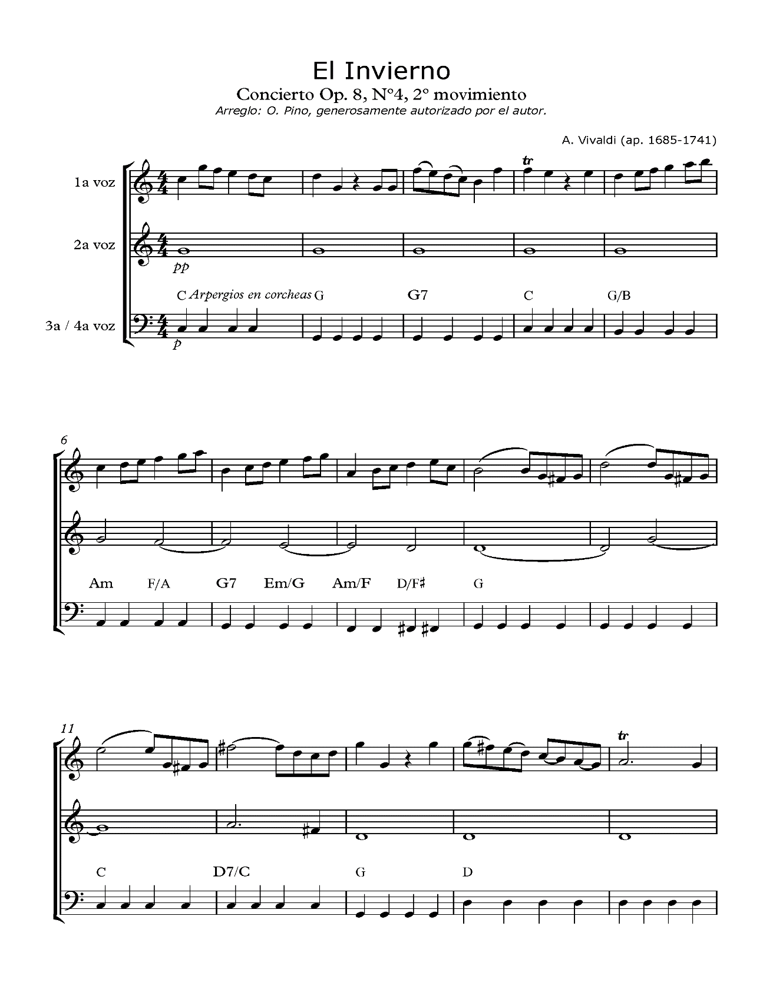 El Invierno
Concierto Op. 8, N°4, 2° movimiento
Arreglo: O. Pino, generosamente autorizado por el autor.
A. Vivaldi (ap. 1685-1741)
tr
1a voz
2a voz
pp
C Arpergios en corcheas G G7 C G/B
3a / 4a voz
p
6
Am F/A G7 Em/G Am/F D/F♯ G
11
tr
C D7/C G D